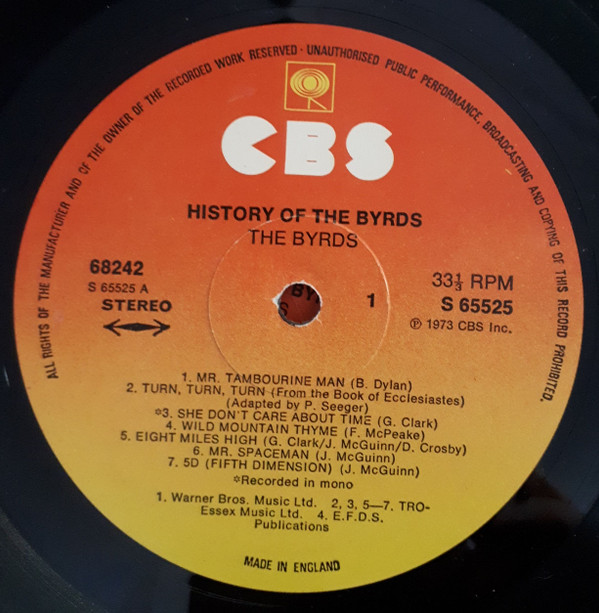 ALL RIGHTS OF THE MANUFACTURER AND OF THE OWNER OF THE RECORDED WORK RESERVED · UNAUTHORISED PUBLIC PERFORMANCE, BROADCASTING AND COPYING OF THIS RECORD PROHIBITED.
CBS
HISTORY OF THE BYRDS
THE BYRDS
68242
S 65525 A
STEREO
BY
S
1
33⅓ RPM
S 65525
℗ 1973 CBS Inc.
1. MR. TAMBOURINE MAN (B. Dylan)
2. TURN, TURN, TURN (From the Book of Ecclesiastes)
(Adapted by P. Seeger)
*3. SHE DON'T CARE ABOUT TIME (G. Clark)
4. WILD MOUNTAIN THYME (F. McPeake)
5. EIGHT MILES HIGH (G. Clark/J. McGuinn/D. Crosby)
6. MR. SPACEMAN (J. McGuinn)
7. 5D (FIFTH DIMENSION) (J. McGuinn)
*Recorded in mono
1. Warner Bros. Music Ltd. 2, 3, 5—7. TRO-
Essex Music Ltd. 4. E.F.D.S.
Publications
MADE IN ENGLAND